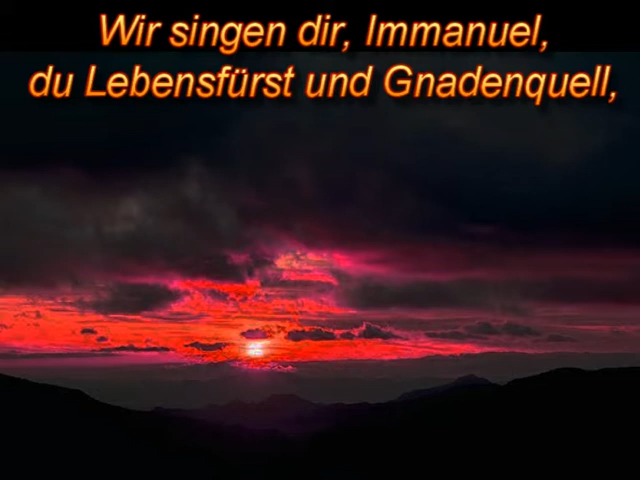 Wir singen dir, Immanuel,
du Lebensfürst und Gnadenquell,